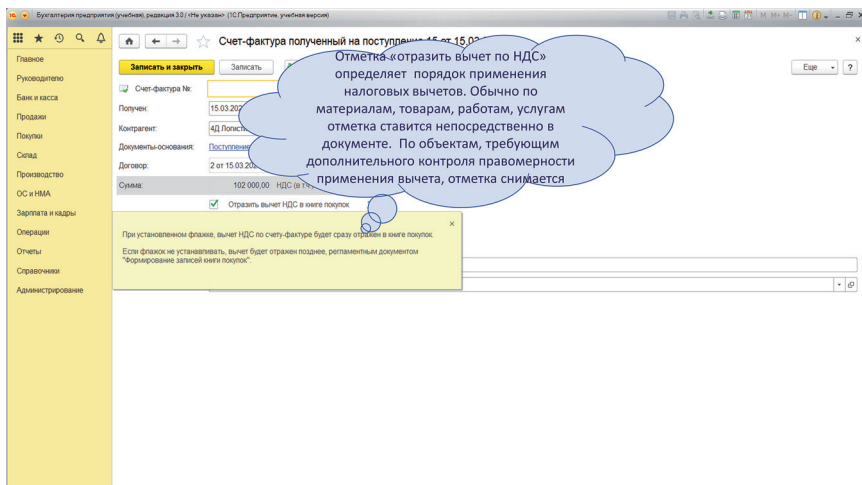 Бухгалтерия предприятия (учебная), редакция 3.0 / <Не указан> (1С:Предприятие, учебная версия)
M M+ M-
Главное
Руководителю
Банк и касса
Продажи
Покупки
Склад
Производство
ОС и НМА
Зарплата и кадры
Операции
Отчеты
Справочники
Администрирование
Счет-фактура полученный на поступление 15 от 15.03
Записать и закрыть
Записать
Еще
?
Счет-фактура №:
Получен:
15.03.202
Контрагент:
4Д Логисти
Документы-основания:
Поступление
Договор:
2 от 15.03.202
Сумма:
102 000,00 НДС (в т.ч.
Отразить вычет НДС в книге покупок
При установленном флажке, вычет НДС по счету-фактуре будет сразу отражен в книге покупок.
Если флажок не устанавливать, вычет будет отражен позднее, регламентным документом
"Формирование записей книги покупок".
Отметка «отразить вычет по НДС»
определяет порядок применения
налоговых вычетов. Обычно по
материалам, товарам, работам, услугам
отметка ставится непосредственно в
документе. По объектам, требующим
дополнительного контроля правомерности
применения вычета, отметка снимается